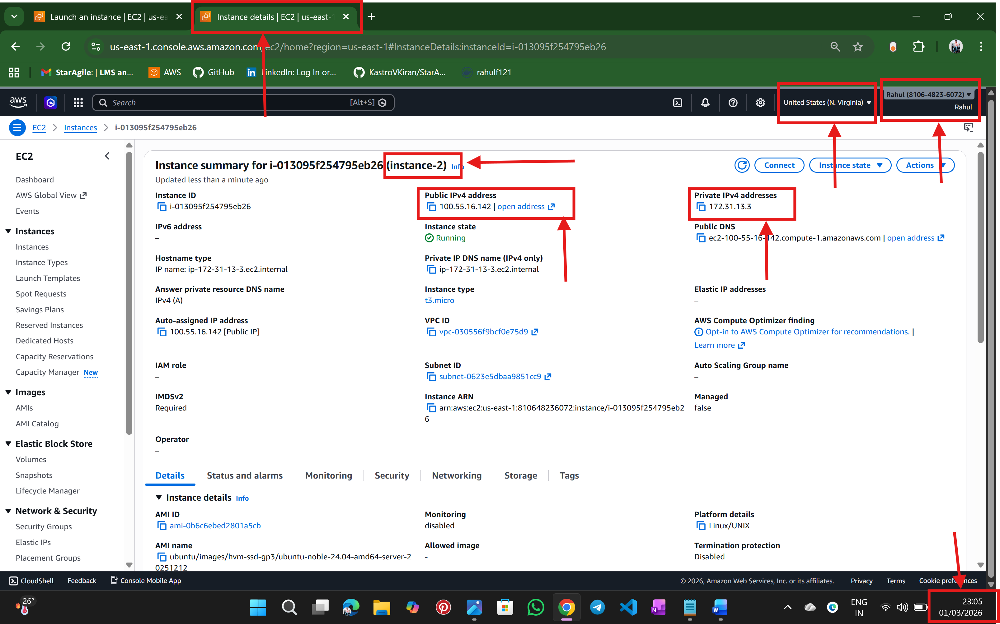 Launch an instance | EC2 | us-ea
Instance details | EC2 | us-east-1
us-east-1.console.aws.amazon.com/ec2/home?region=us-east-1#InstanceDetails:instanceId=i-013095f254795eb26
StarAgile: | LMS an...
AWS
GitHub
LinkedIn: Log In or...
KastroVKiran/StarA...
rahulf121
aws
Search
[Alt+S]
United States (N. Virginia)
Rahul (8106-4823-6072)
Rahul
EC2
Instances
i-013095f254795eb26
EC2
Dashboard
AWS Global View
Events
Instances
Instances
Instance Types
Launch Templates
Spot Requests
Savings Plans
Reserved Instances
Dedicated Hosts
Capacity Reservations
Capacity Manager New
Images
AMIs
AMI Catalog
Elastic Block Store
Volumes
Snapshots
Lifecycle Manager
Network & Security
Security Groups
Elastic IPs
Placement Groups
Instance summary for i-013095f254795eb26 (instance-2) Info
Updated less than a minute ago
Connect
Instance state
Actions
Instance ID
i-013095f254795eb26
Public IPv4 address
100.55.16.142 | open address
Private IPv4 addresses
172.31.13.3
IPv6 address
–
Instance state
Running
Public DNS
ec2-100-55-16-142.compute-1.amazonaws.com | open address
Hostname type
IP name: ip-172-31-13-3.ec2.internal
Private IP DNS name (IPv4 only)
ip-172-31-13-3.ec2.internal
Answer private resource DNS name
IPv4 (A)
Instance type
t3.micro
Elastic IP addresses
–
Auto-assigned IP address
100.55.16.142 [Public IP]
VPC ID
vpc-030556f9bcf0e75d9
AWS Compute Optimizer finding
Opt-in to AWS Compute Optimizer for recommendations. |
Learn more
IAM role
–
Subnet ID
subnet-0623e5dbaa9851cc9
Auto Scaling Group name
–
IMDSv2
Required
Instance ARN
arn:aws:ec2:us-east-1:810648236072:instance/i-013095f254795eb2
6
Managed
false
Operator
–
Details
Status and alarms
Monitoring
Security
Networking
Storage
Tags
Instance details Info
AMI ID
ami-0b6c6ebed2801a5cb
Monitoring
disabled
Platform details
Linux/UNIX
AMI name
ubuntu/images/hvm-ssd-gp3/ubuntu-noble-24.04-amd64-server-2
0251212
Allowed image
-
Termination protection
Disabled
CloudShell
Feedback
Console Mobile App
© 2026, Amazon Web Services, Inc. or its affiliates.
Privacy
Terms
Cookie preferences
26°
ENG
IN
23:05
01/03/2026